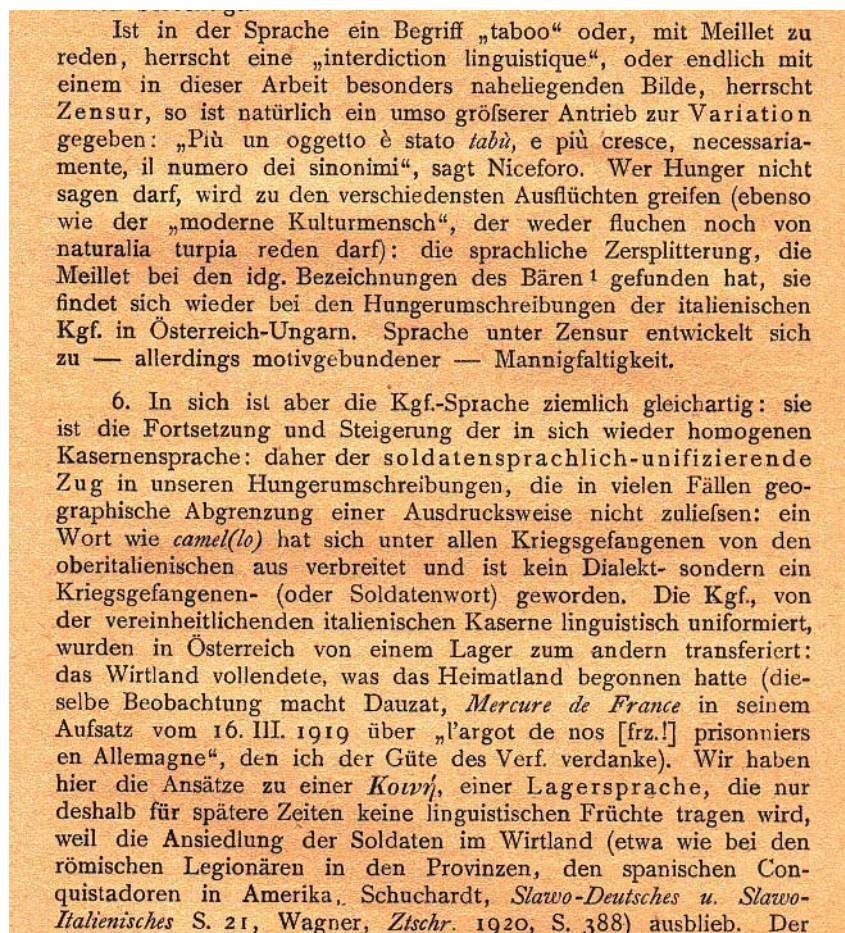 Ist in der Sprache ein Begriff „taboo“ oder, mit Meillet zu
reden, herrscht eine „interdiction linguistique“, oder endlich mit
einem in dieser Arbeit besonders naheliegenden Bilde, herrscht
Zensur, so ist natürlich ein umso gröfserer Antrieb zur Variation
gegeben: „Più un oggetto è stato tabù, e più cresce, necessaria-
mente, il numero dei sinonimi“, sagt Niceforo. Wer Hunger nicht
sagen darf, wird zu den verschiedensten Ausflüchten greifen (ebenso
wie der „moderne Kulturmensch“, der weder fluchen noch von
naturalia turpia reden darf): die sprachliche Zersplitterung, die
Meillet bei den idg. Bezeichnungen des Bären ¹ gefunden hat, sie
findet sich wieder bei den Hungerumschreibungen der italienischen
Kgf. in Österreich-Ungarn. Sprache unter Zensur entwickelt sich
zu — allerdings motivgebundener — Mannigfaltigkeit.
6. In sich ist aber die Kgf.-Sprache ziemlich gleichartig: sie
ist die Fortsetzung und Steigerung der in sich wieder homogenen
Kasernensprache: daher der soldatensprachlich-unifizierende
Zug in unseren Hungerumschreibungen, die in vielen Fällen geo-
graphische Abgrenzung einer Ausdrucksweise nicht zuliefsen: ein
Wort wie camel(lo) hat sich unter allen Kriegsgefangenen von den
oberitalienischen aus verbreitet und ist kein Dialekt- sondern ein
Kriegsgefangenen- (oder Soldatenwort) geworden. Die Kgf., von
der vereinheitlichenden italienischen Kaserne linguistisch uniformiert,
wurden in Österreich von einem Lager zum andern transferiert:
das Wirtland vollendete, was das Heimatland begonnen hatte (die-
selbe Beobachtung macht Dauzat, Mercure de France in seinem
Aufsatz vom 16. III. 1919 über „l'argot de nos [frz.!] prisonniers
en Allemagne“, den ich der Güte des Verf. verdanke). Wir haben
hier die Ansätze zu einer Κοινή, einer Lagersprache, die nur
deshalb für spätere Zeiten keine linguistischen Früchte tragen wird,
weil die Ansiedlung der Soldaten im Wirtland (etwa wie bei den
römischen Legionären in den Provinzen, den spanischen Con-
quistadoren in Amerika, Schuchardt, Slawo-Deutsches u. Slawo-
Italienisches S. 21, Wagner, Ztschr. 1920, S. 388) ausblieb. Der